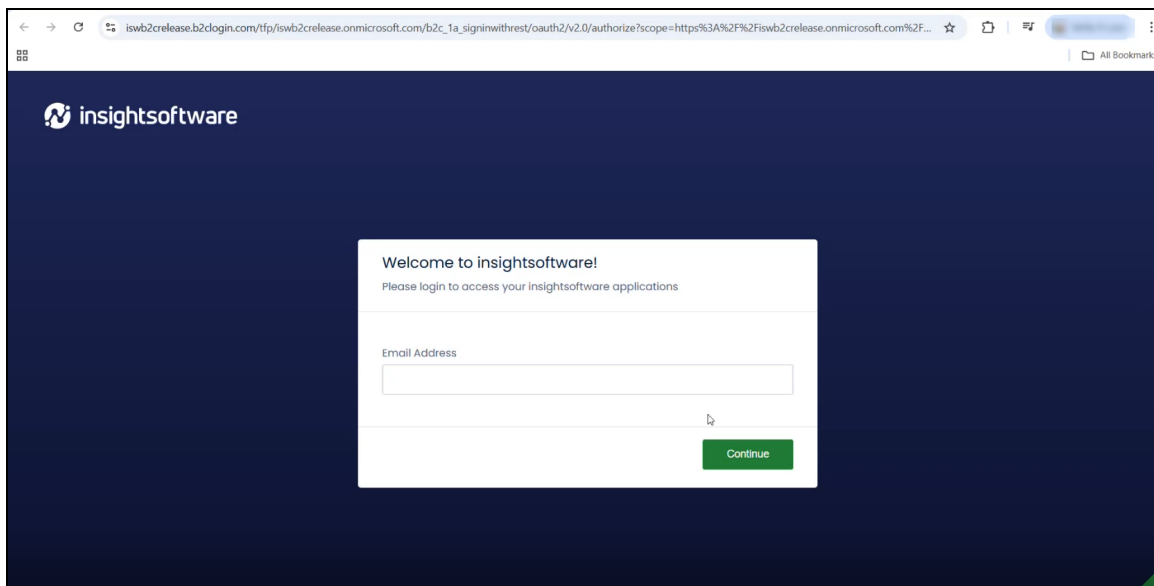 iswb2crelease.b2clogin.com/tfp/iswb2crelease.onmicrosoft.com/b2c_1a_signinwithrest/oauth2/v2.0/authorize?scope=https%3A%2F%2Fiswb2crelease.onmicrosoft.com%2F...
All Bookmark
insightsoftware
Welcome to insightsoftware!
Please login to access your insightsoftware applications
Email Address
Continue